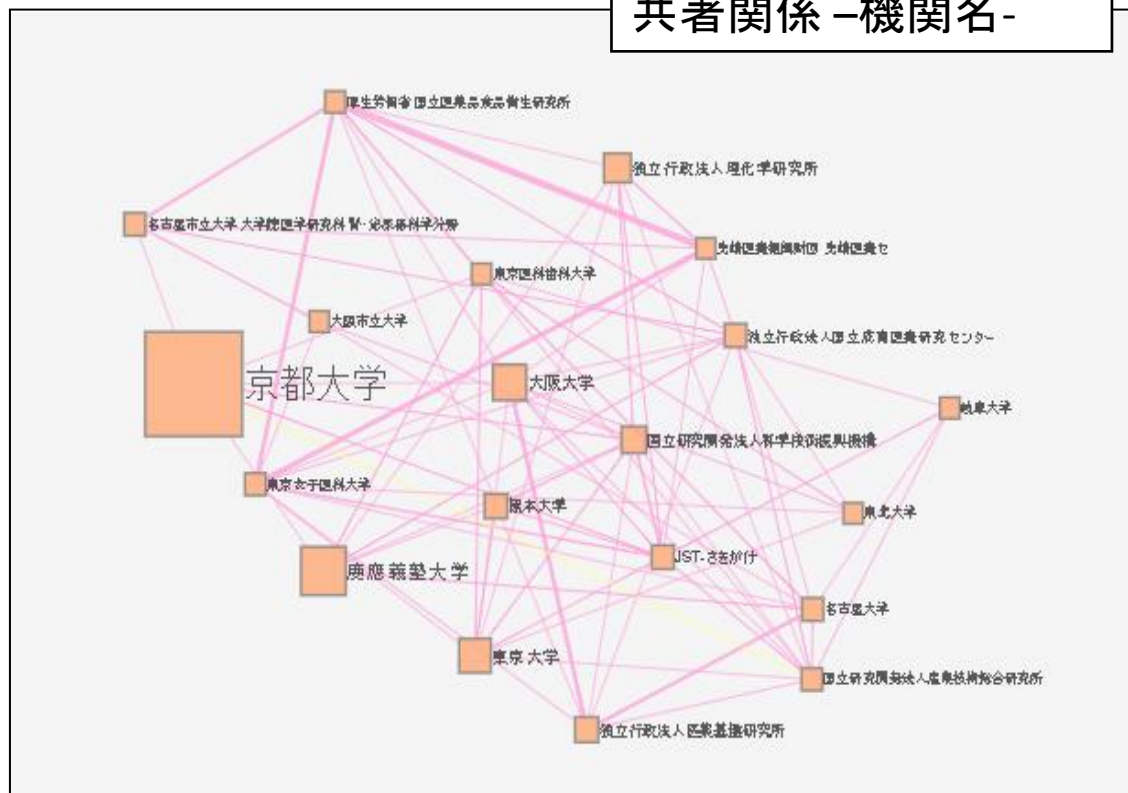 共著関係 –機関名-
厚生労働省 国立医薬品食品衛生研究所
独立行政法人理化学研究所
名古屋市立大学 大学院医学研究科 腎・泌尿器科学分野
先端医療振興財団 先端医療セ
東京医科歯科大学
大阪市立大学
独立行政法人国立成育医療研究センター
京都大学
大阪大学
岐阜大学
国立研究開発法人科学技術振興機構
東京女子医科大学
熊本大学
東北大学
JST-さきがけ
慶應義塾大学
名古屋大学
東京大学
国立研究開発法人産業技術総合研究所
独立行政法人医薬基盤研究所